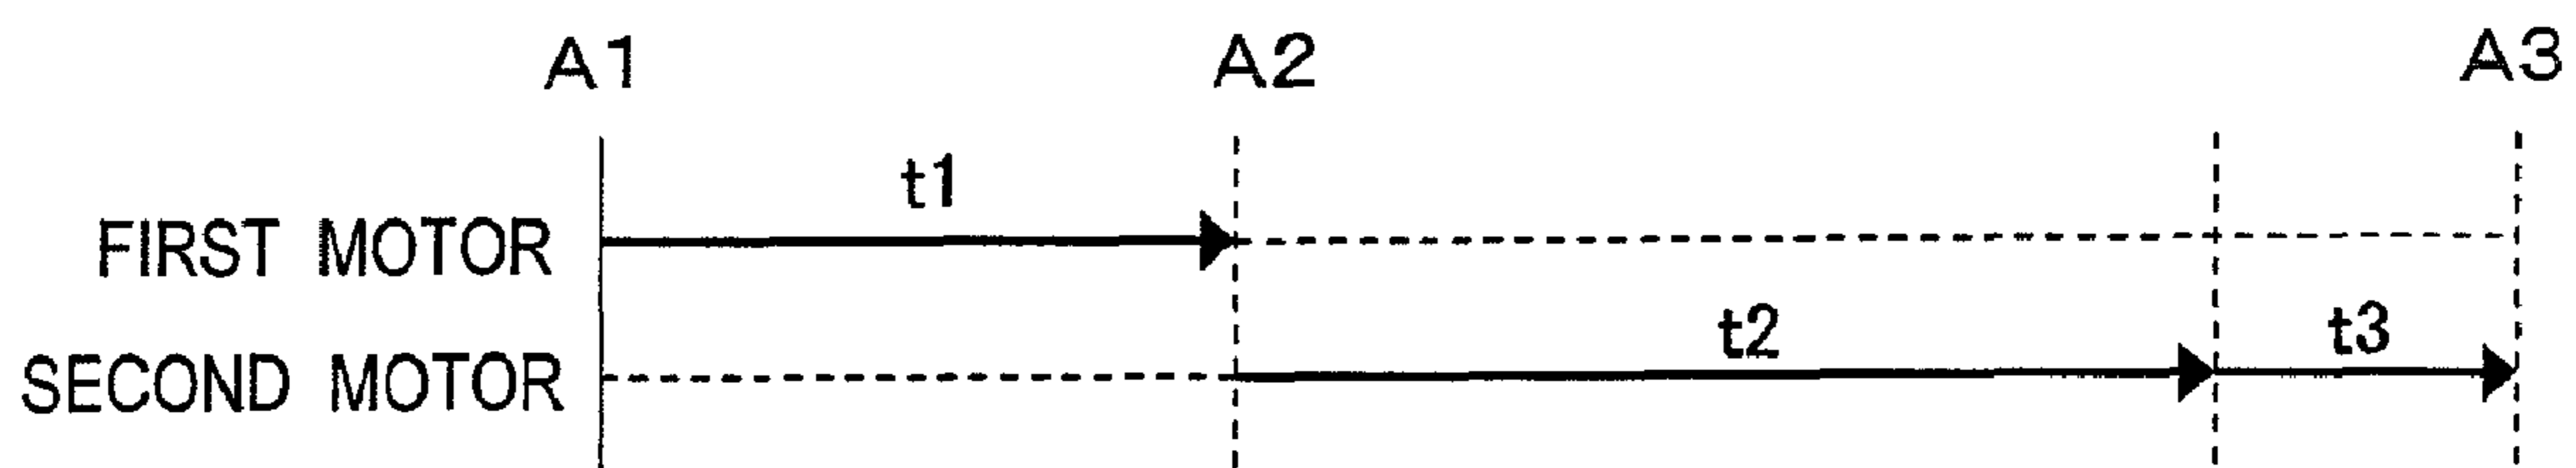 A1 A2 A3
t1
FIRST MOTOR
t2 t3
SECOND MOTOR